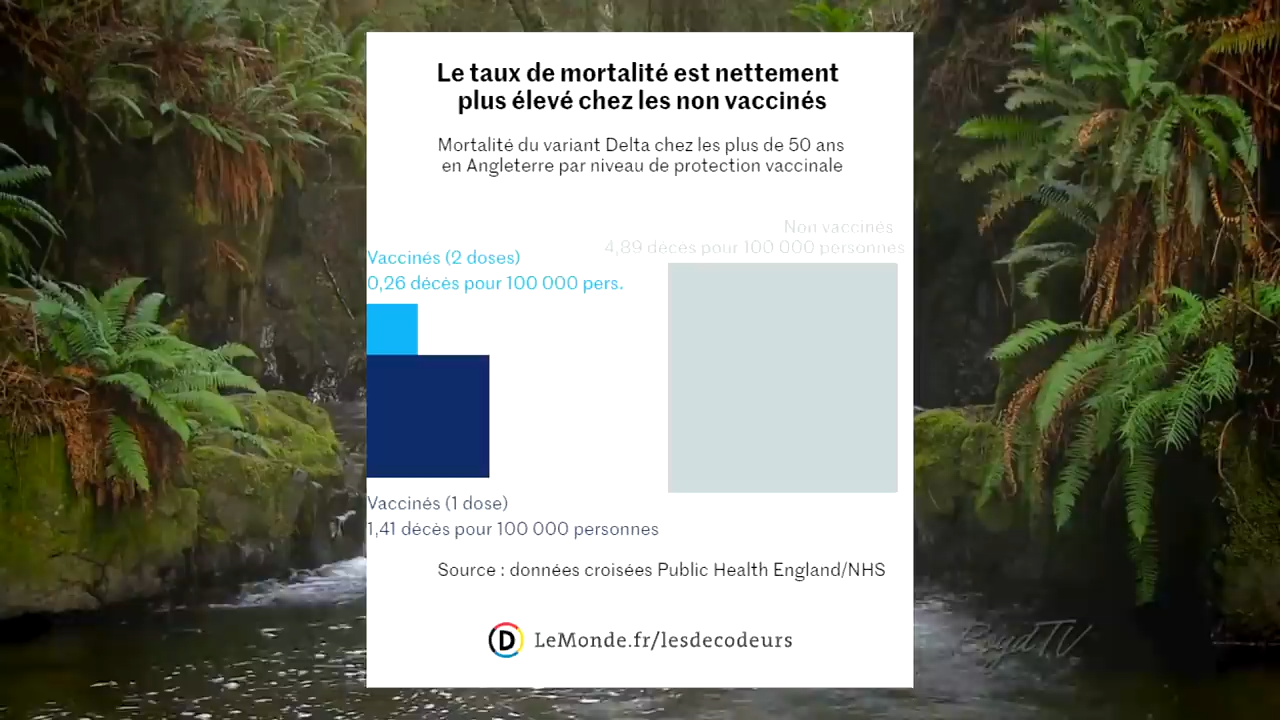 Le taux de mortalité est nettement
plus élevé chez les non vaccinés
Mortalité du variant Delta chez les plus de 50 ans
en Angleterre par niveau de protection vaccinale
Non vaccinés
4,89 décès pour 100 000 personnes
Vaccinés (2 doses)
0,26 décès pour 100 000 pers.
Vaccinés (1 dose)
1,41 décès pour 100 000 personnes
Source : données croisées Public Health England/NHS
D LeMonde.fr/lesdecodeurs
BoydTV